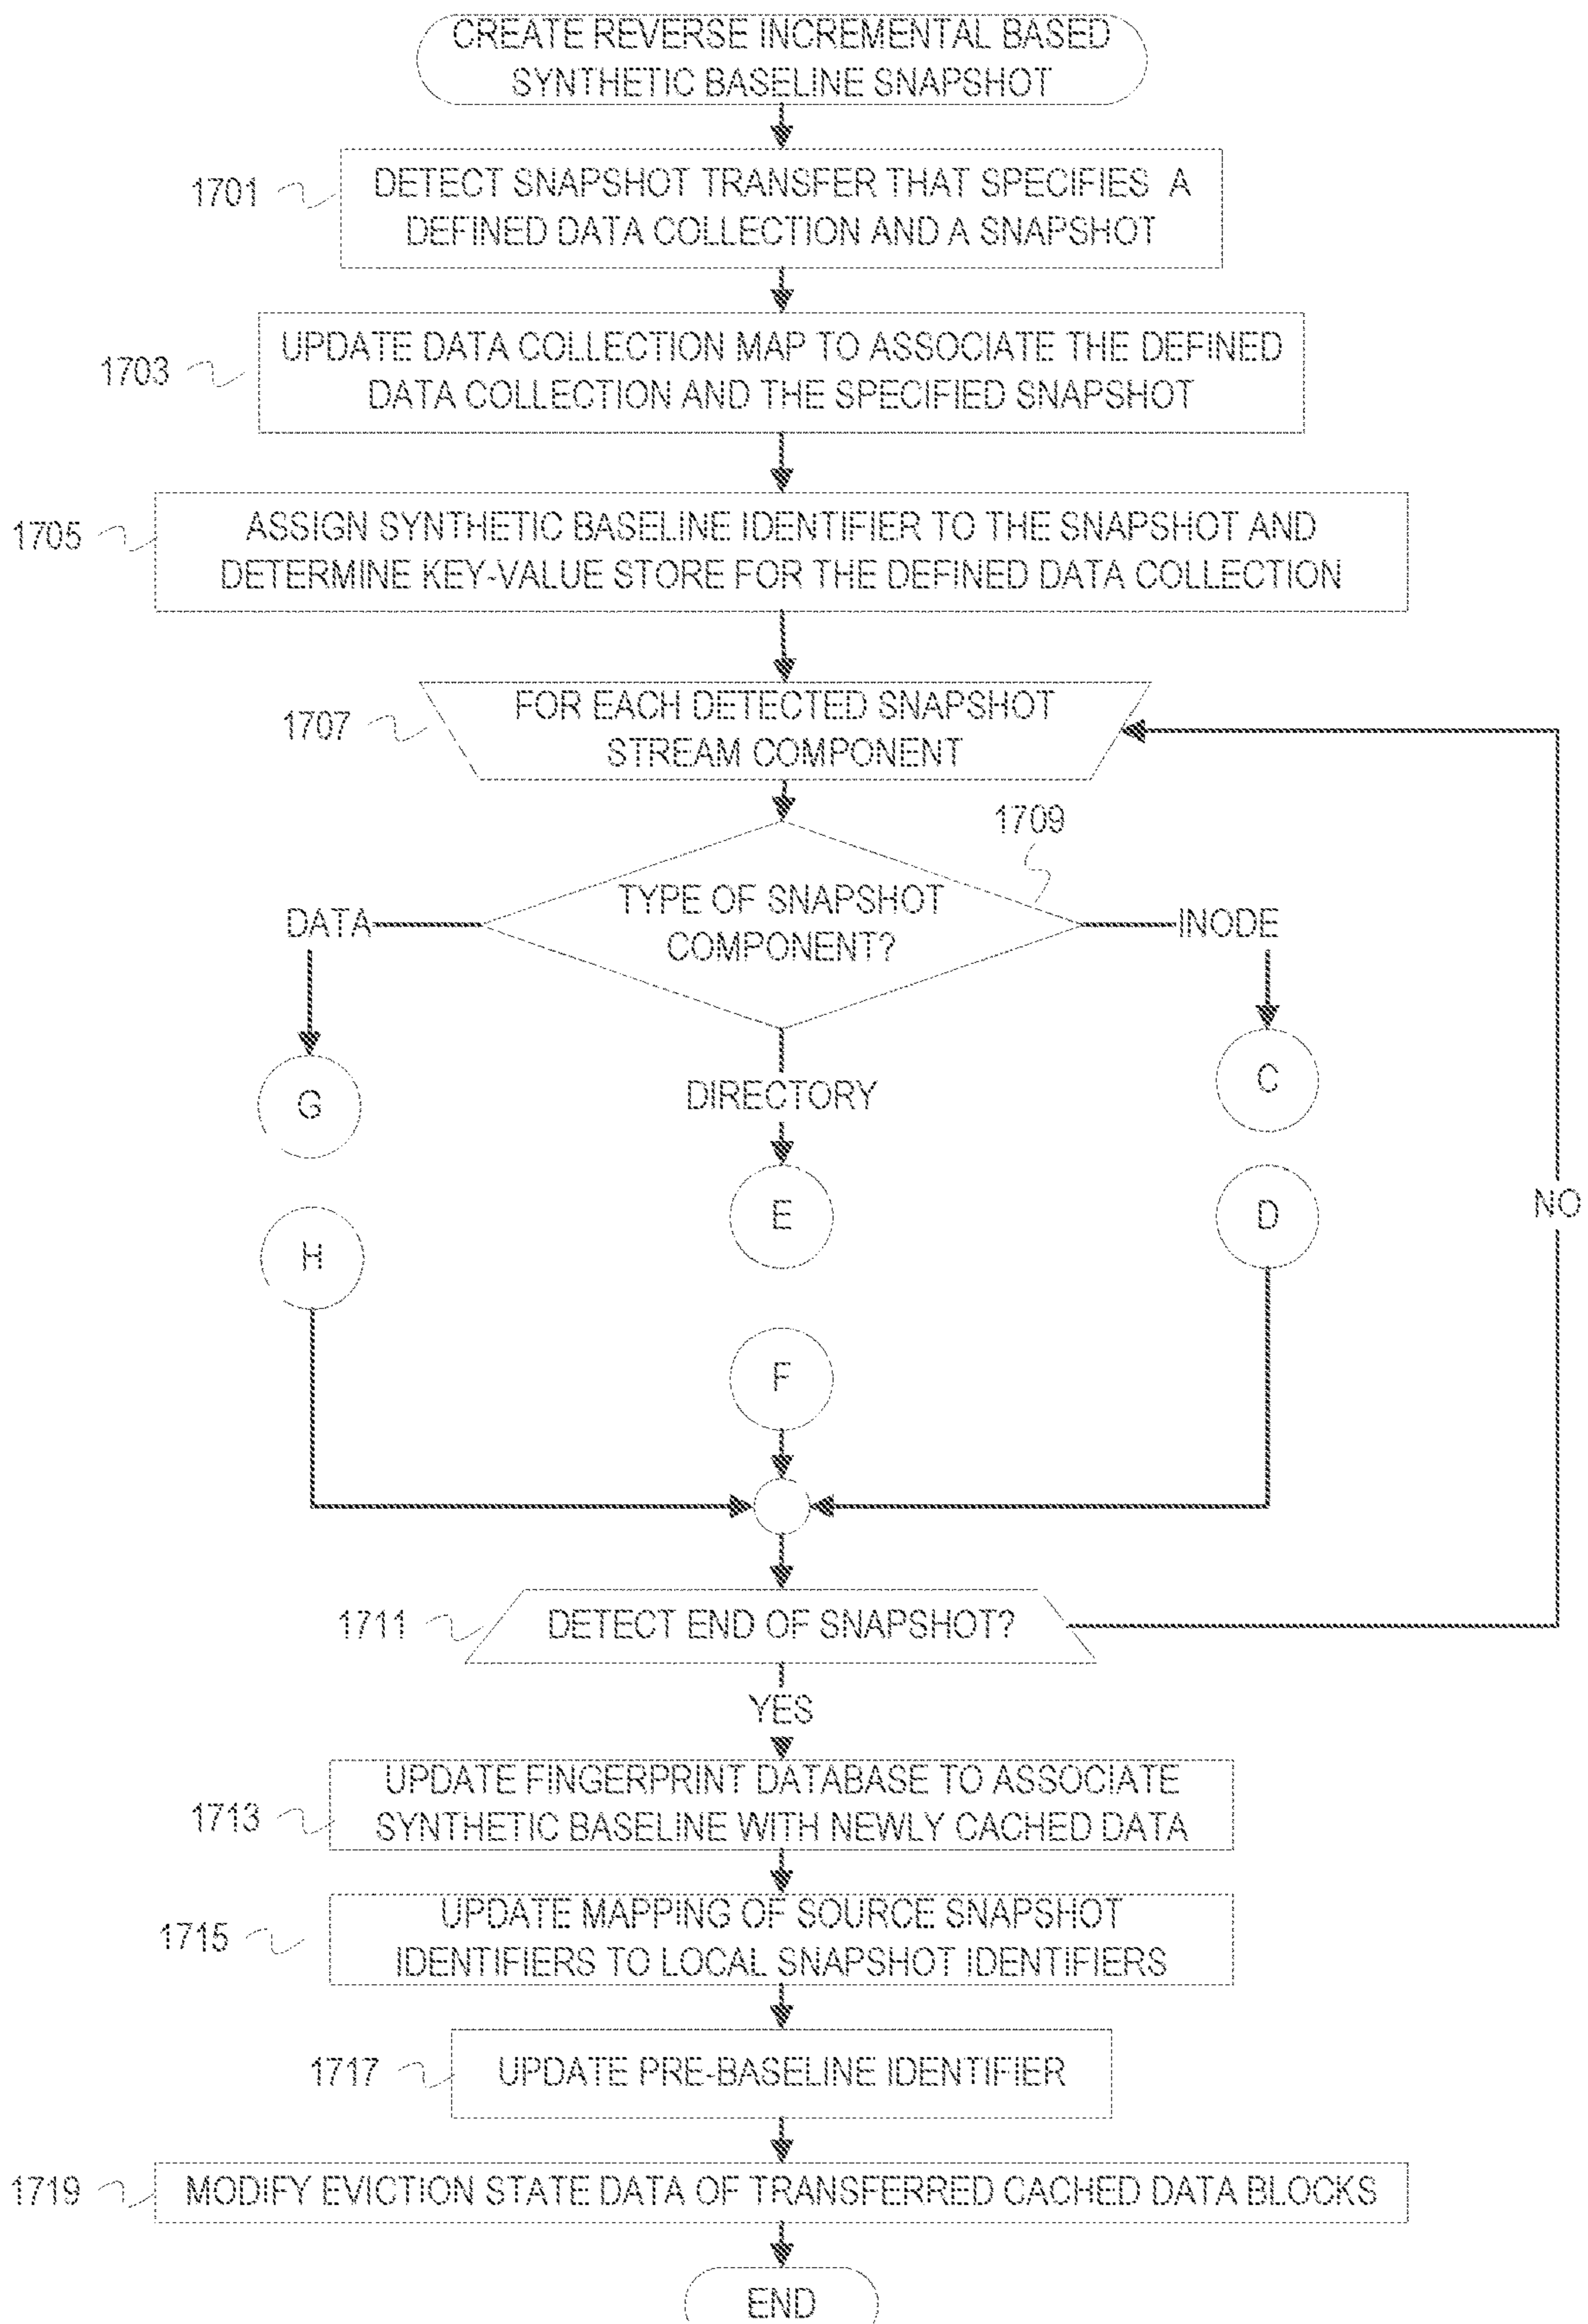 CREATE REVERSE INCREMENTAL BASED
SYNTHETIC BASELINE SNAPSHOT
1701
DETECT SNAPSHOT TRANSFER THAT SPECIFIES A
DEFINED DATA COLLECTION AND A SNAPSHOT
1703
UPDATE DATA COLLECTION MAP TO ASSOCIATE THE DEFINED
DATA COLLECTION AND THE SPECIFIED SNAPSHOT
1705
ASSIGN SYNTHETIC BASELINE IDENTIFIER TO THE SNAPSHOT AND
DETERMINE KEY-VALUE STORE FOR THE DEFINED DATA COLLECTION
1707
FOR EACH DETECTED SNAPSHOT
STREAM COMPONENT
1709
TYPE OF SNAPSHOT
COMPONENT?
DATA
INODE
DIRECTORY
G
C
E
D
H
NO
F
1711
DETECT END OF SNAPSHOT?
YES
1713
UPDATE FINGERPRINT DATABASE TO ASSOCIATE
SYNTHETIC BASELINE WITH NEWLY CACHED DATA
1715
UPDATE MAPPING OF SOURCE SNAPSHOT
IDENTIFIERS TO LOCAL SNAPSHOT IDENTIFIERS
1717
UPDATE PRE-BASELINE IDENTIFIER
1719
MODIFY EVICTION STATE DATA OF TRANSFERRED CACHED DATA BLOCKS
END